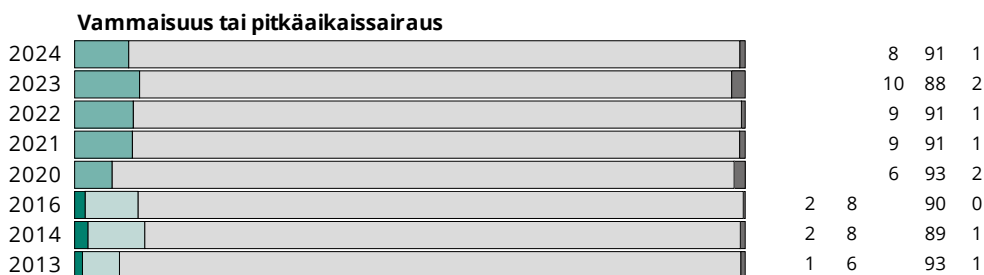 Vammaisuus tai pitkäaikaissairaus
2024 8 91 1
2023 10 88 2
2022 9 91 1
2021 9 91 1
2020 6 93 2
2016 2 8 90 0
2014 2 8 89 1
2013 1 6 93 1